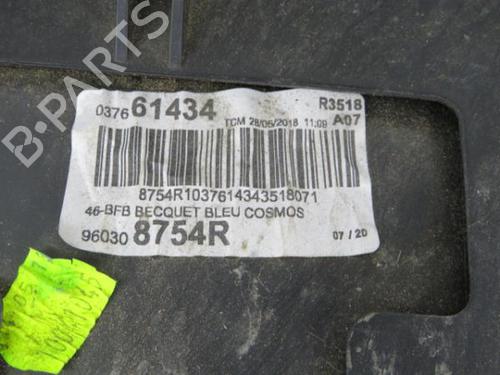 B-PARTS
0376 61434
R3518
TCM 28/05/2018 11:09 A07
8754R1037614343518071
46-BFB BECQUET BLEU COSMOS
96030 8754R
07 / 20